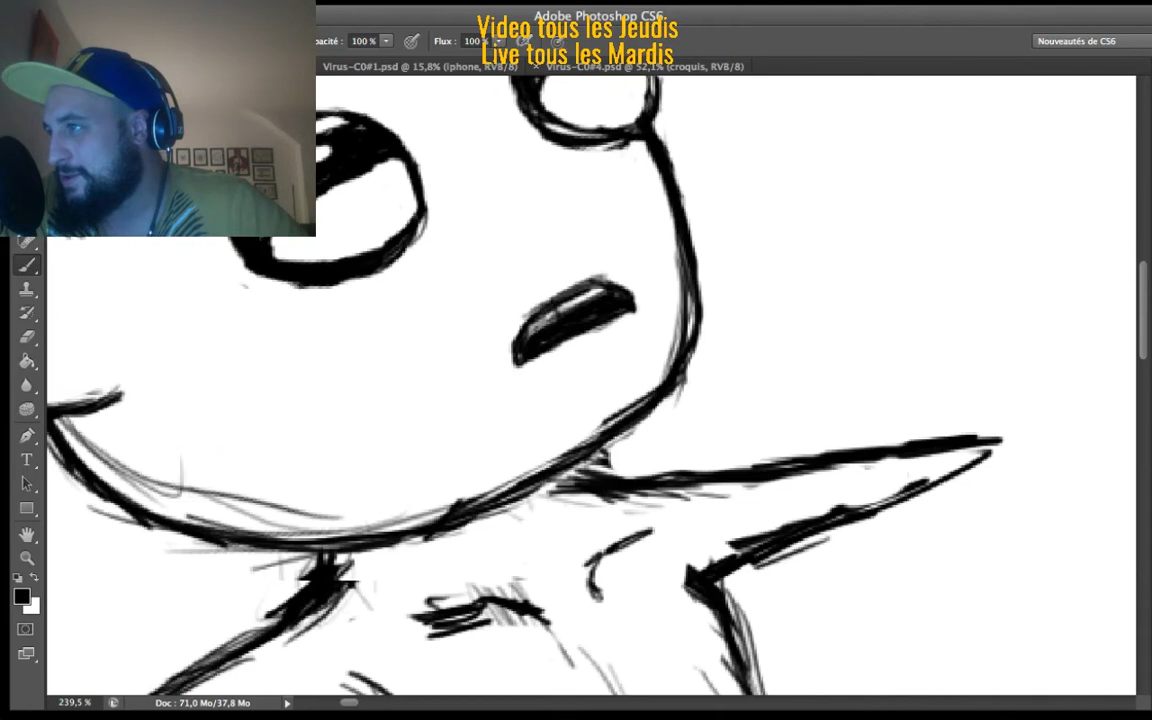 Adobe Photoshop CS6
Video tous les Jeudis
Live tous les Mardis
pacité : 100 % Flux : 100 % Nouveautés de CS6
Virus-C0#1.psd @ 15,8% (iphone, RVB/8) × Virus-C0#4.psd @ 52,1% (croquis, RVB/8)
T
239,5 % Doc : 71,0 Mo/37,8 Mo